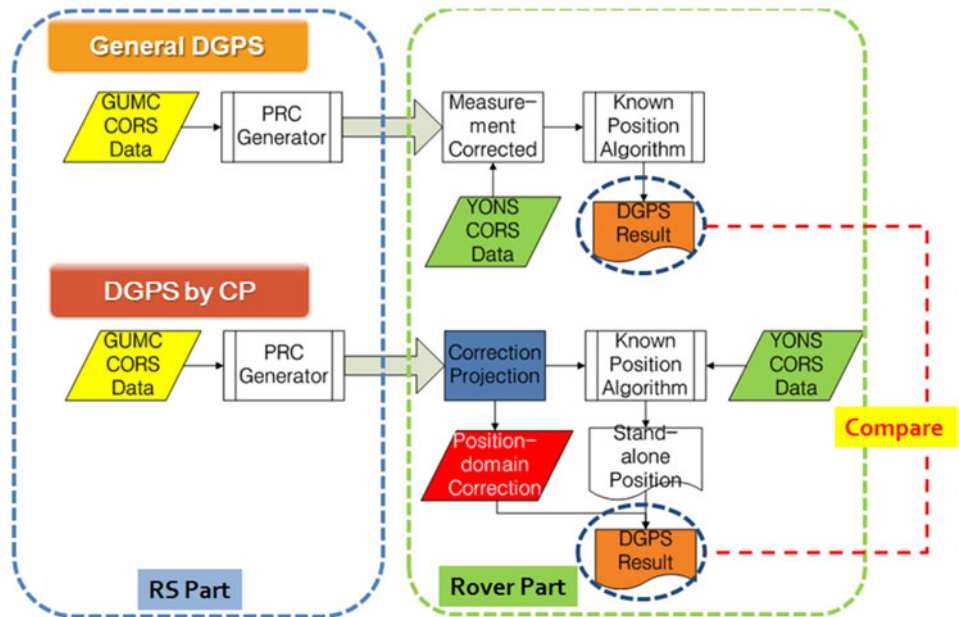 General DGPS
GUMC
CORS
Data
PRC
Generator
Measure-
ment
Corrected
Known
Position
Algorithm
YONS
CORS
Data
DGPS
Result
DGPS by CP
GUMC
CORS
Data
PRC
Generator
Correction
Projection
Known
Position
Algorithm
YONS
CORS
Data
Compare
Position-
domain
Correction
Stand-
alone
Position
DGPS
Result
RS Part
Rover Part